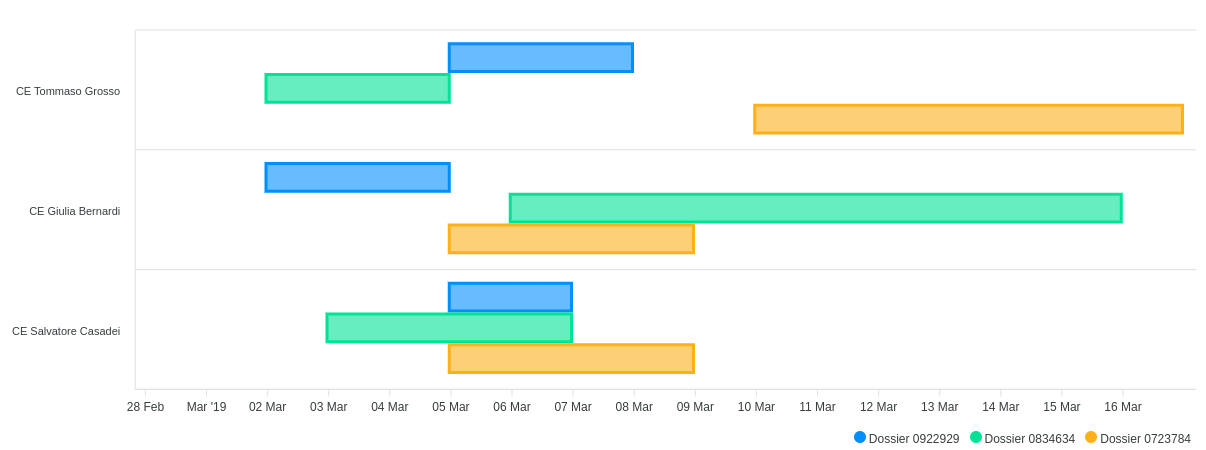 CE Tommaso Grosso
CE Giulia Bernardi
CE Salvatore Casadei
28 Feb Mar '19 02 Mar 03 Mar 04 Mar 05 Mar 06 Mar 07 Mar 08 Mar 09 Mar 10 Mar 11 Mar 12 Mar 13 Mar 14 Mar 15 Mar 16 Mar
Dossier 0922929 Dossier 0834634 Dossier 0723784